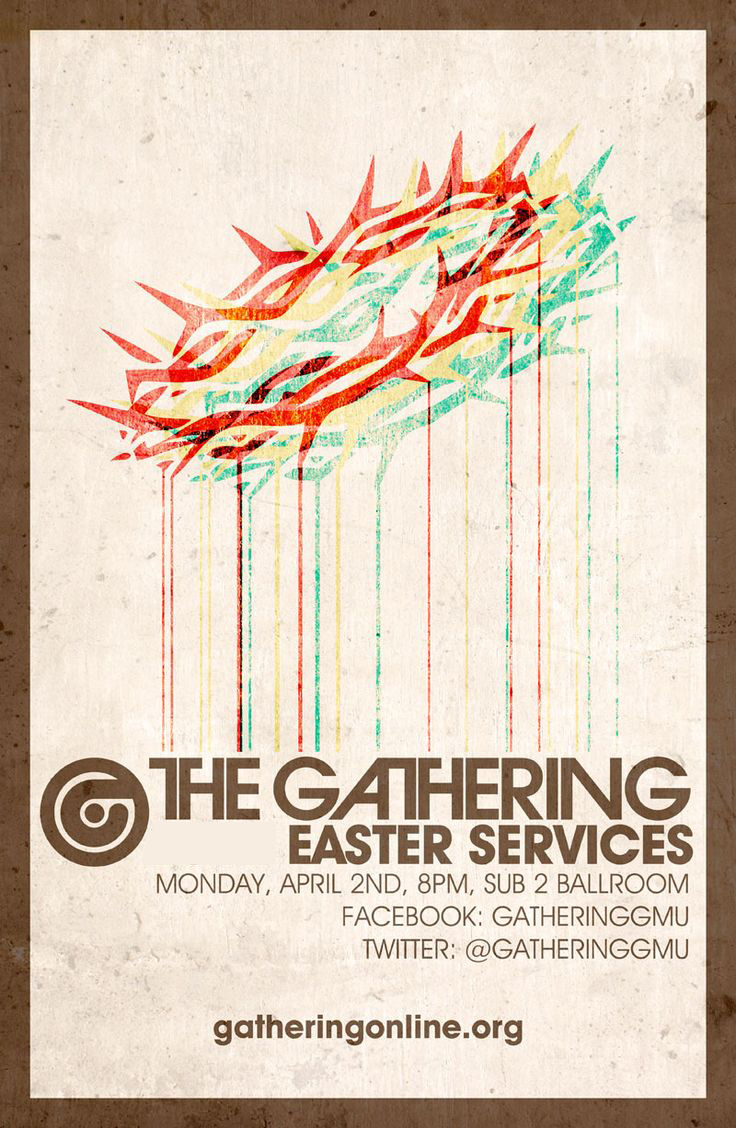 THE GATHERING
EASTER SERVICES
MONDAY, APRIL 2ND, 8PM, SUB 2 BALLROOM
FACEBOOK: GATHERINGGMU
TWITTER: @GATHERINGGMU
gatheringonline.org